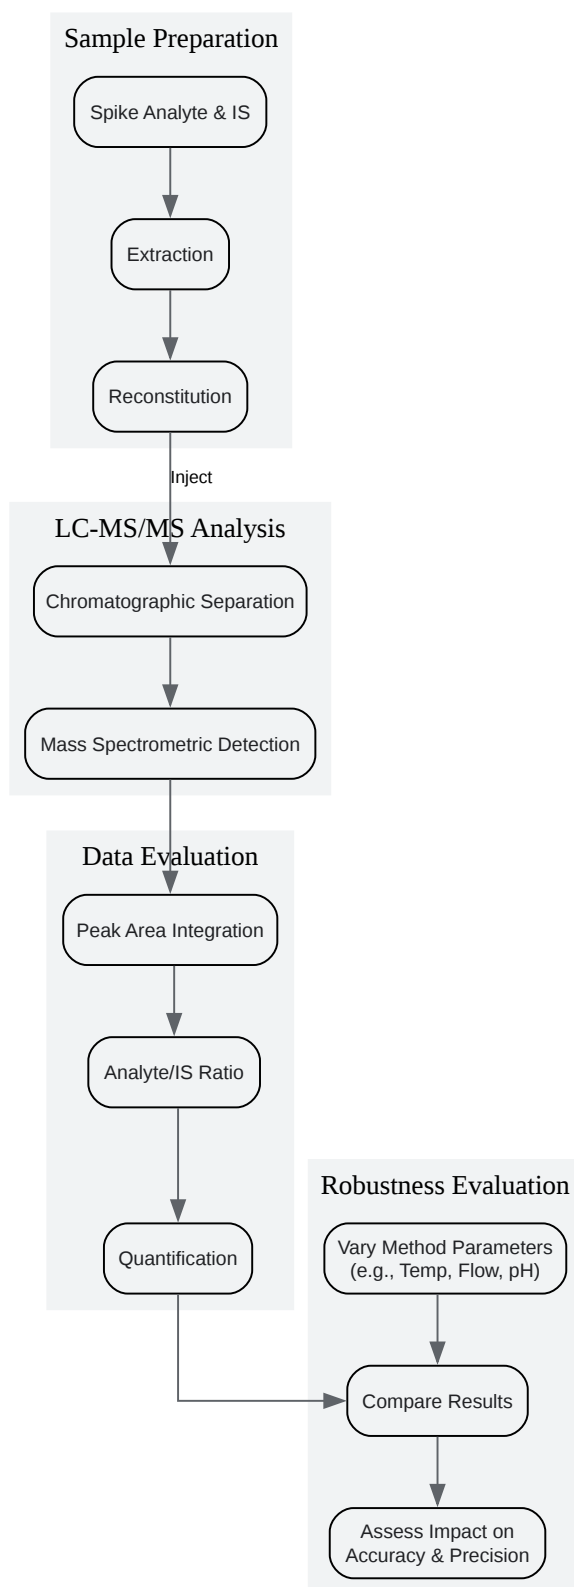 Sample Preparation
Spike Analyte & IS
Extraction
Reconstitution
Inject
LC-MS/MS Analysis
Chromatographic Separation
Mass Spectrometric Detection
Data Evaluation
Peak Area Integration
Analyte/IS Ratio
Quantification
Robustness Evaluation
Vary Method Parameters
(e.g., Temp, Flow, pH)
Compare Results
Assess Impact on
Accuracy & Precision